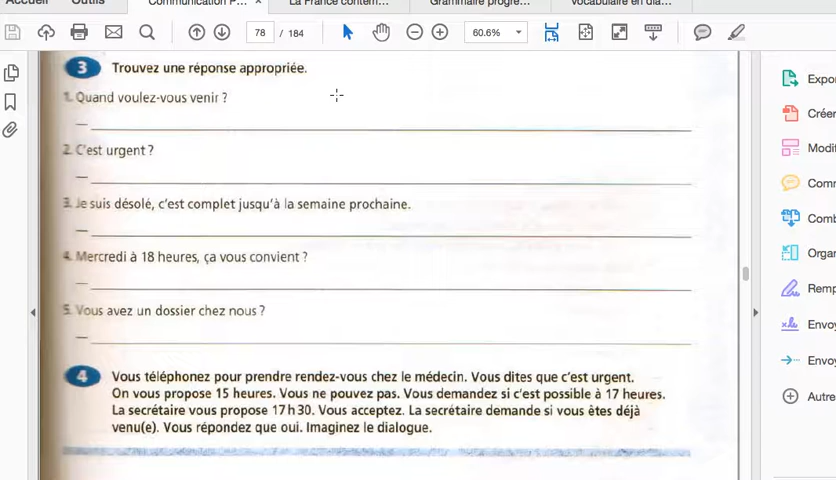 Accueil Outils Communication P... × La France contem... Grammaire progre... Vocabulaire en dia...
78 / 184 60.6%
3 Trouvez une réponse appropriée.
1. Quand voulez-vous venir ?
—
2. C'est urgent ?
—
3. Je suis désolé, c'est complet jusqu'à la semaine prochaine.
—
4. Mercredi à 18 heures, ça vous convient ?
—
5. Vous avez un dossier chez nous ?
—
4 Vous téléphonez pour prendre rendez-vous chez le médecin. Vous dites que c'est urgent.
On vous propose 15 heures. Vous ne pouvez pas. Vous demandez si c'est possible à 17 heures.
La secrétaire vous propose 17 h 30. Vous acceptez. La secrétaire demande si vous êtes déjà
venu(e). Vous répondez que oui. Imaginez le dialogue.
Expor
Créer
Modif
Comm
Comb
Organ
Remp
Envoy
Envoy
Autre